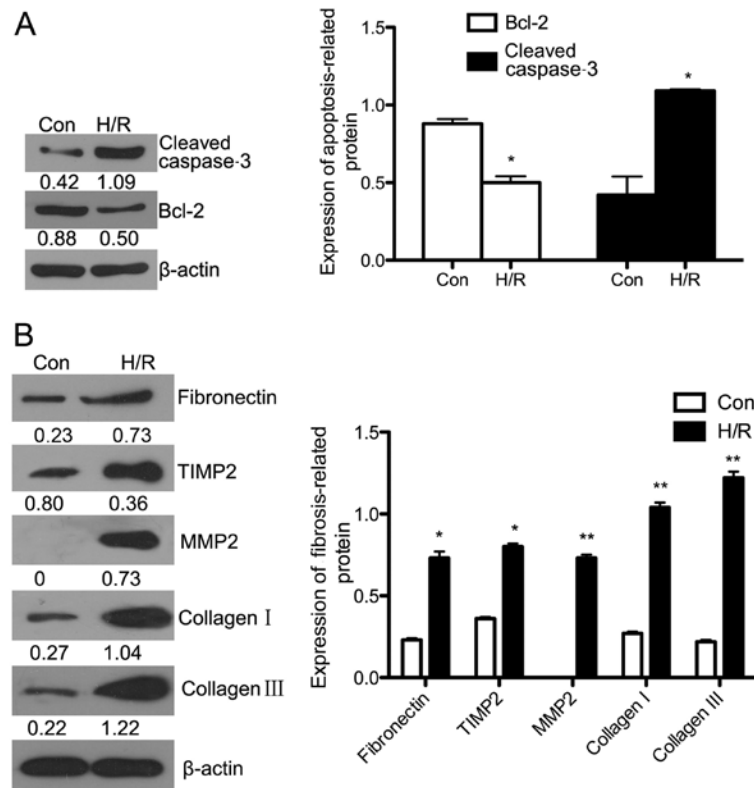 A
Con H/R
Cleaved
caspase-3
0.42 1.09
Bcl-2
0.88 0.50
β-actin
Bcl-2
Cleaved
caspase-3
Expression of apoptosis-related
protein
1.5
1.0
0.5
0.0
*
*
Con H/R Con H/R
B
Con H/R
Fibronectin
0.23 0.73
TIMP2
0.80 0.36
MMP2
0 0.73
Collagen Ⅰ
0.27 1.04
Collagen Ⅲ
0.22 1.22
β-actin
Con
H/R
Expression of fibrosis-related
protein
1.5
1.0
0.5
0.0
* * ** ** **
Fibronectin
TIMP2
MMP2
Collagen I
Collagen III